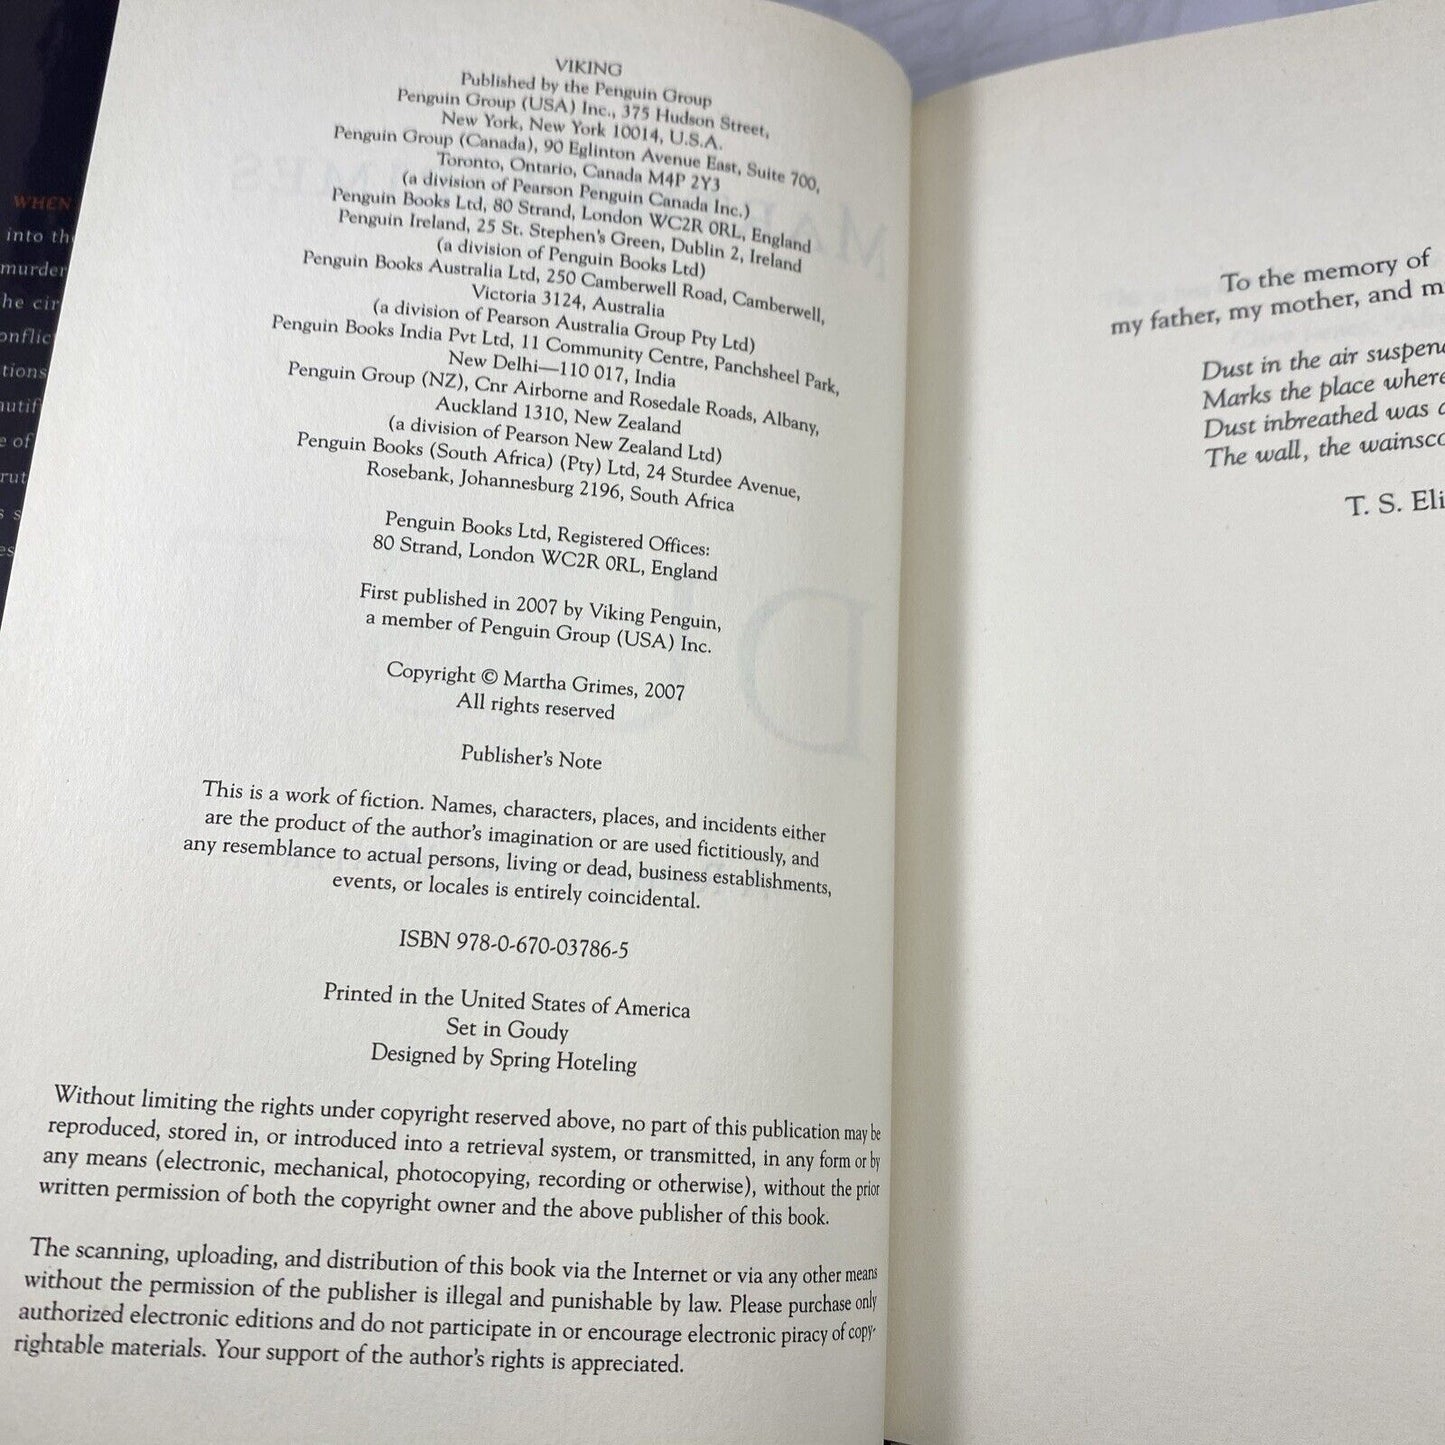 VIKING
Published by the Penguin Group
Penguin Group (USA) Inc., 375 Hudson Street,
New York, New York 10014, U.S.A.
Penguin Group (Canada), 90 Eglinton Avenue East, Suite 700,
Toronto, Ontario, Canada M4P 2Y3
(a division of Pearson Penguin Canada Inc.)
Penguin Books Ltd, 80 Strand, London WC2R 0RL, England
Penguin Ireland, 25 St. Stephen's Green, Dublin 2, Ireland
(a division of Penguin Books Ltd)
Penguin Books Australia Ltd, 250 Camberwell Road, Camberwell,
Victoria 3124, Australia
(a division of Pearson Australia Group Pty Ltd)
Penguin Books India Pvt Ltd, 11 Community Centre, Panchsheel Park,
New Delhi—110 017, India
Penguin Group (NZ), Cnr Airborne and Rosedale Roads, Albany,
Auckland 1310, New Zealand
(a division of Pearson New Zealand Ltd)
Penguin Books (South Africa) (Pty) Ltd, 24 Sturdee Avenue,
Rosebank, Johannesburg 2196, South Africa
Penguin Books Ltd, Registered Offices:
80 Strand, London WC2R 0RL, England
First published in 2007 by Viking Penguin,
a member of Penguin Group (USA) Inc.
Copyright © Martha Grimes, 2007
All rights reserved
Publisher's Note
This is a work of fiction. Names, characters, places, and incidents either
are the product of the author's imagination or are used fictitiously, and
any resemblance to actual persons, living or dead, business establishments,
events, or locales is entirely coincidental.
ISBN 978-0-670-03786-5
Printed in the United States of America
Set in Goudy
Designed by Spring Hoteling
Without limiting the rights under copyright reserved above, no part of this publication may be
reproduced, stored in, or introduced into a retrieval system, or transmitted, in any form or by
any means (electronic, mechanical, photocopying, recording or otherwise), without the prior
written permission of both the copyright owner and the above publisher of this book.
The scanning, uploading, and distribution of this book via the Internet or via any other means
without the permission of the publisher is illegal and punishable by law. Please purchase only
authorized electronic editions and do not participate in or encourage electronic piracy of copy-
rightable materials. Your support of the author's rights is appreciated.
To the memory of
my father, my mother, and m
Dust in the air suspen
Marks the place where
Dust inbreathed was a
The wall, the wainsco
T. S. Eli
WHEN
into th
murder
he cir
onflic
tions
autif
e of
rut
s s
es